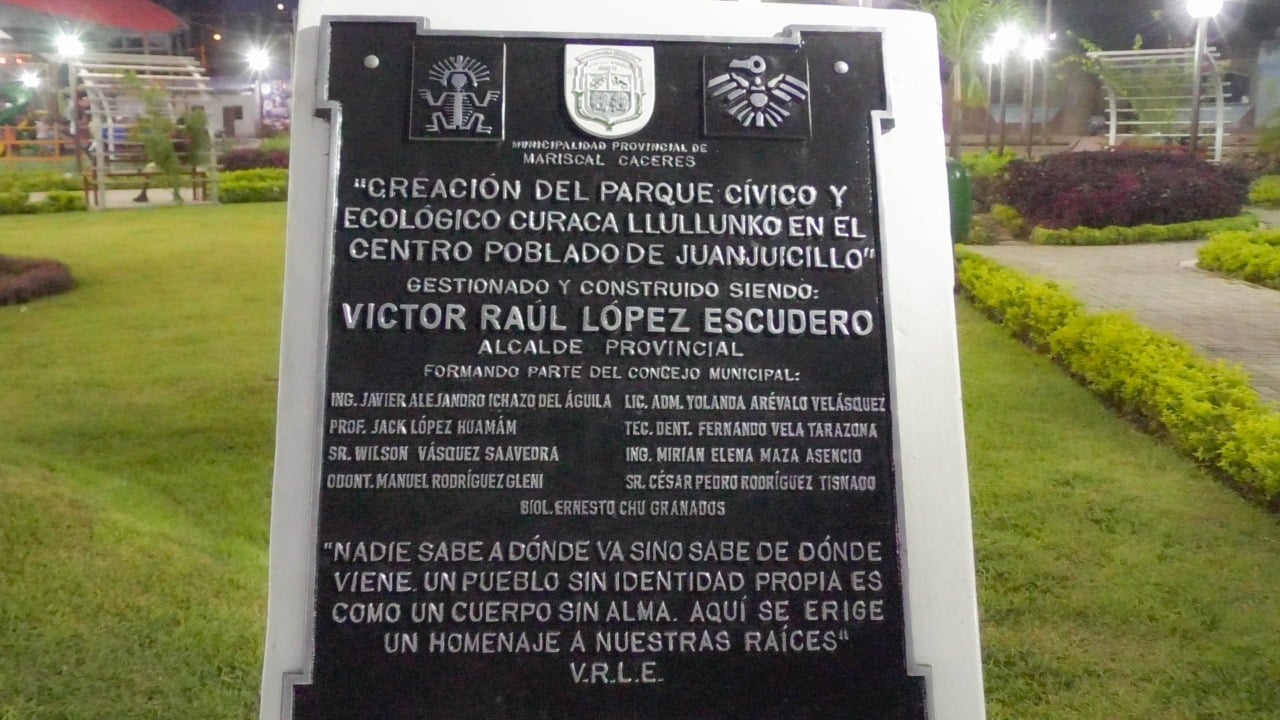 MUNICIPALIDAD PROVINCIAL DE
MARISCAL CACERES
"CREACIÓN DEL PARQUE CÍVICO Y
ECOLÓGICO CURACA LLULLUNKO EN EL
CENTRO POBLADO DE JUANJUICILLO"
GESTIONADO Y CONSTRUIDO SIENDO:
VICTOR RAÚL LÓPEZ ESCUDERO
ALCALDE PROVINCIAL
FORMANDO PARTE DEL CONCEJO MUNICIPAL:
ING. JAVIER ALEJANDRO ICHAZO DEL ÁGUILA LIC. ADM. YOLANDA ARÉVALO VELÁSQUEZ
PROF. JACK LÓPEZ HUAMÁM TEC. DENT. FERNANDO VELA TARAZONA
SR. WILSON VÁSQUEZ SAAVEDRA ING. MIRIAN ELENA MAZA ASENCIO
ODONT. MANUEL RODRÍGUEZ GLENI SR. CÉSAR PEDRO RODRÍGUEZ TISNADO
BIOL. ERNESTO CHU GRANADOS
"NADIE SABE A DÓNDE VA SINO SABE DE DÓNDE
VIENE. UN PUEBLO SIN IDENTIDAD PROPIA ES
COMO UN CUERPO SIN ALMA. AQUÍ SE ERIGE
UN HOMENAJE A NUESTRAS RAÍCES"
V.R.L.E.